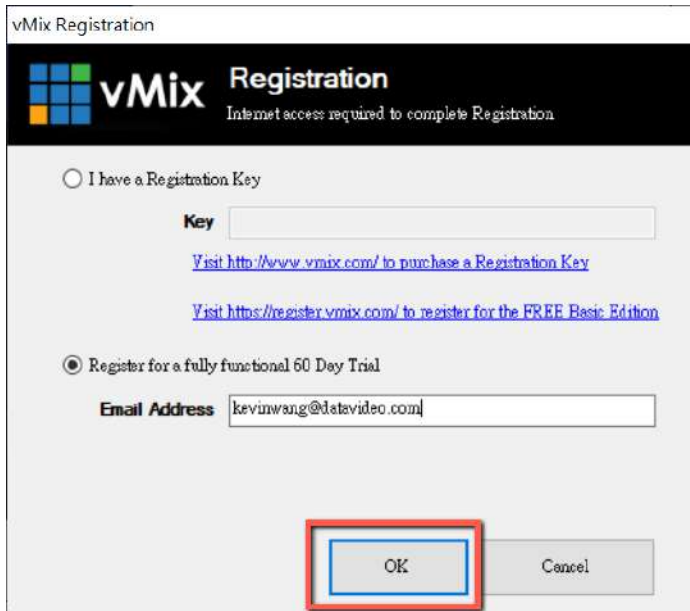 vMix Registration
vMix Registration
Internet access required to complete Registration
I have a Registration Key
Key
Visit http://www.vmix.com/ to purchase a Registration Key
Visit https://register.vmix.com/ to register for the FREE Basic Edition
Register for a fully functional 60 Day Trial
Email Address kevinwang@datavideo.com
OK Cancel